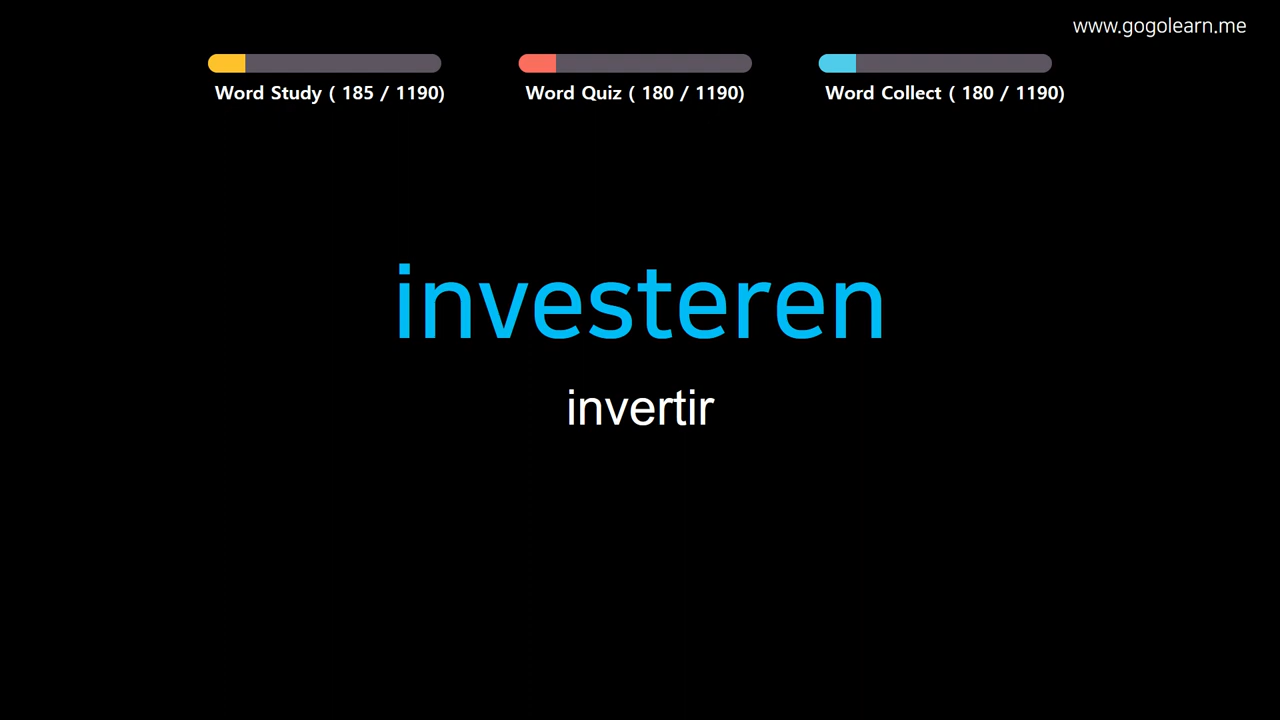 www.gogolearn.me
Word Study ( 185 / 1190)
Word Quiz ( 180 / 1190)
Word Collect ( 180 / 1190)
investeren
invertir